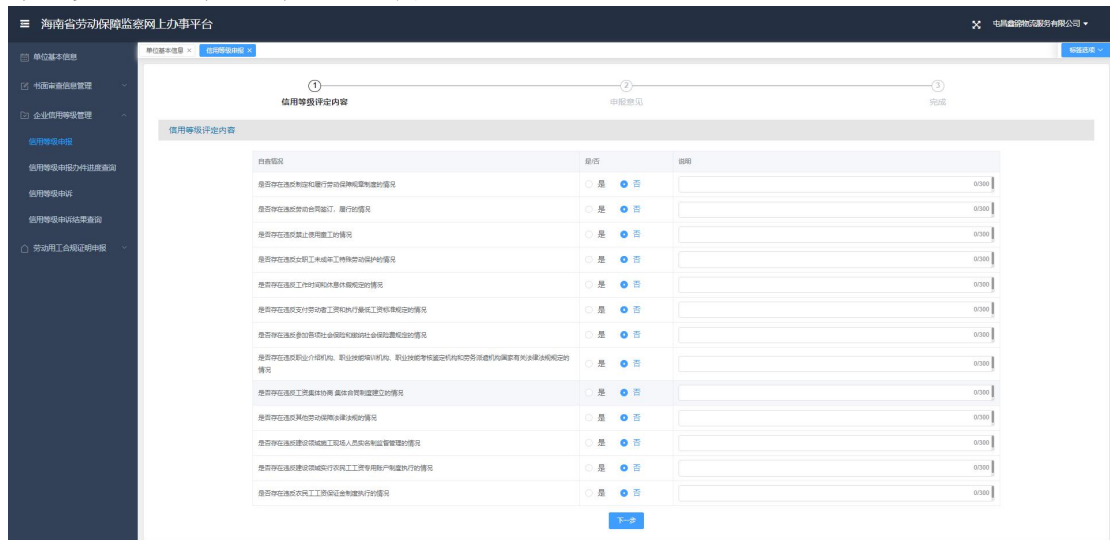 海南省劳动保障监察网上办事平台
屯昌鑫锦物流服务有限公司
单位基本信息
书面审查信息管理
企业信用等级管理
信用等级申报
信用等级申报办件进度查询
信用等级申诉
信用等级申诉结果查询
劳动用工合规证明申报
单位基本信息 ×
信用等级申报 ×
标签选项
1
信用等级评定内容
2
申报意见
3
完成
信用等级评定内容
自查情况 是/否 说明
是否存在违反制定和履行劳动保障规章制度的情况 是 否 0/300
是否存在违反劳动合同签订、履行的情况 是 否 0/300
是否存在违反禁止使用童工的情况 是 否 0/300
是否存在违反女职工未成年工特殊劳动保护的情况 是 否 0/300
是否存在违反工作时间和休息休假规定的情况 是 否 0/300
是否存在违反支付劳动者工资和执行最低工资标准规定的情况 是 否 0/300
是否存在违反参加各项社会保险和缴纳社会保险费规定的情况 是 否 0/300
是否存在违反职业介绍机构、职业技能培训机构、职业技能考核鉴定机构和劳务派遣机构国家有关法律法规规定的
情况 是 否 0/300
是否存在违反工资集体协商 集体合同制度建立的情况 是 否 0/300
是否存在违反其他劳动保障法律法规的情况 是 否 0/300
是否存在违反建设领域施工现场人员实名制监督管理的情况 是 否 0/300
是否存在违反建设领域实行农民工工资专用账户制度执行的情况 是 否 0/300
是否存在违反农民工工资保证金制度执行的情况 是 否 0/300
下一步